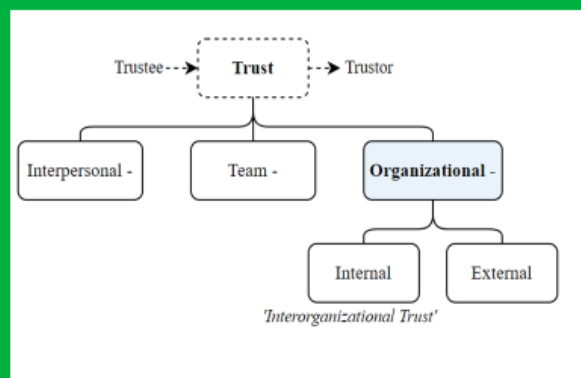 Trustee
Trust
Trustor
Interpersonal -
Team -
Organizational -
Internal
External
'Interorganizational Trust'